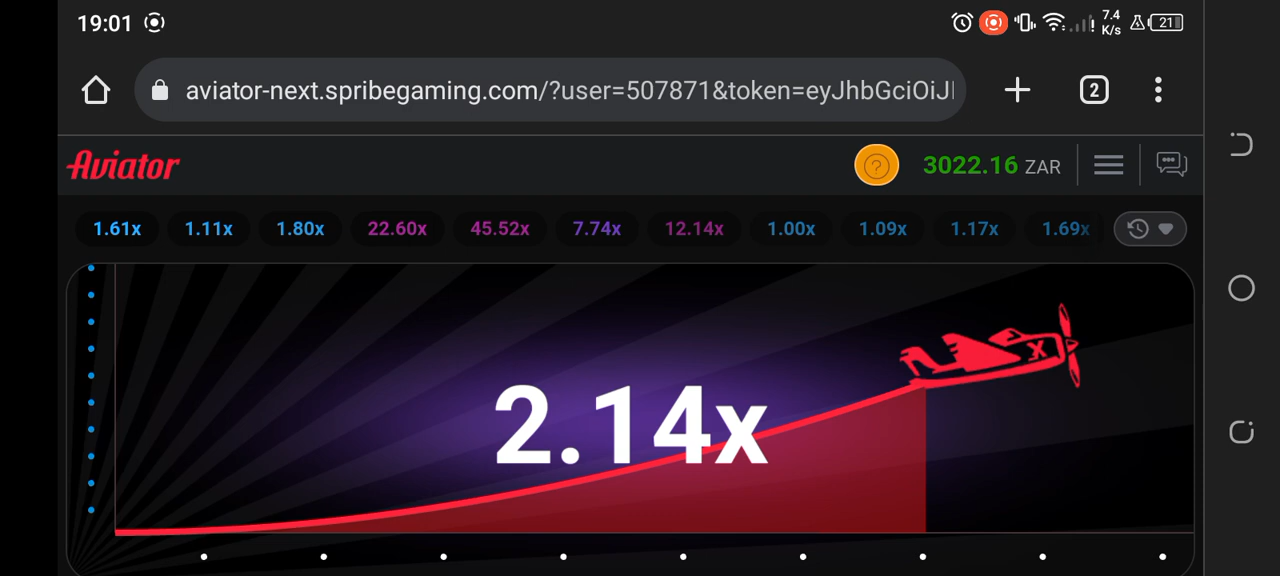 19:01
7.4
K/s
21
aviator-next.spribegaming.com/?user=507871&token=eyJhbGciOiJ
2
Aviator
? 3022.16 ZAR
1.61x 1.11x 1.80x 22.60x 45.52x 7.74x 12.14x 1.00x 1.09x 1.17x 1.69x
X
2.14x